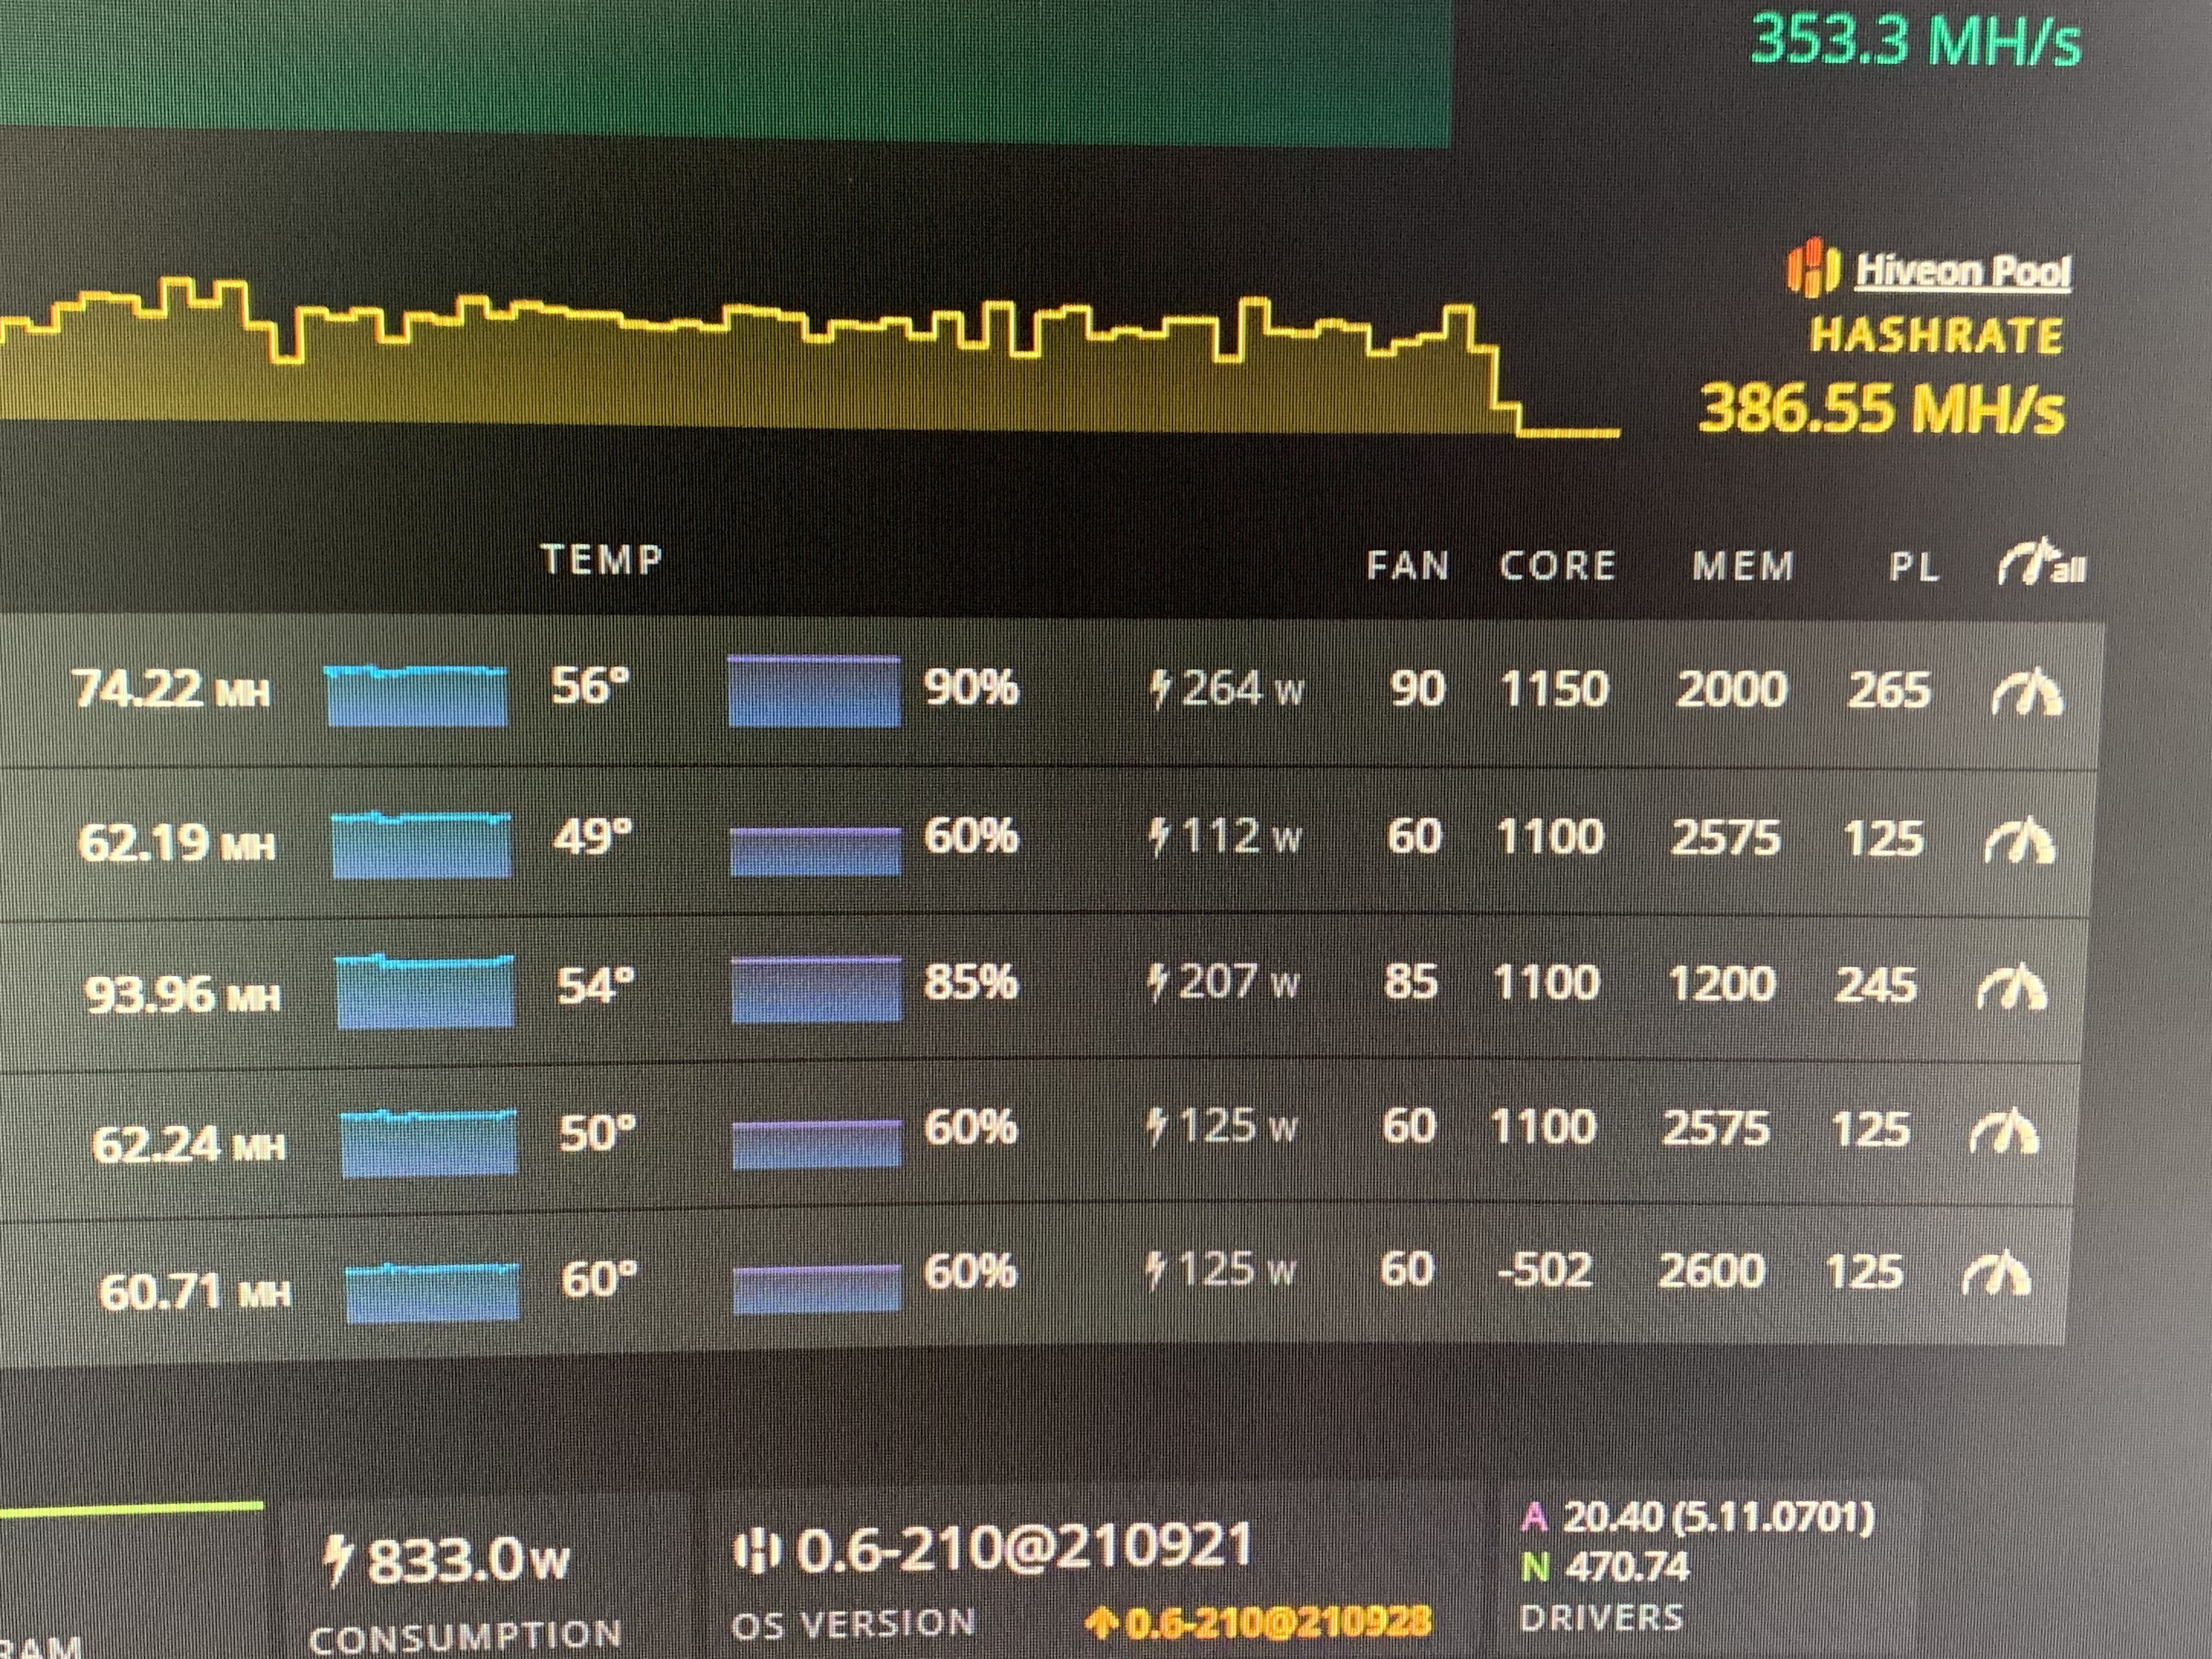 353.3 MH/s
Hiveon Pool
HASHRATE
386.55 MH/s
TEMP FAN CORE MEM PL all
74.22 MH 56° 90% 264 w 90 1150 2000 265
62.19 MH 49° 60% 112 w 60 1100 2575 125
93.96 MH 54° 85% 207 w 85 1100 1200 245
62.24 MH 50° 60% 125 w 60 1100 2575 125
60.71 MH 60° 60% 125 w 60 -502 2600 125
833.0w 0.6-210@210921 A 20.40 (5.11.0701)
N 470.74
RAM CONSUMPTION OS VERSION 0.6-210@210928 DRIVERS